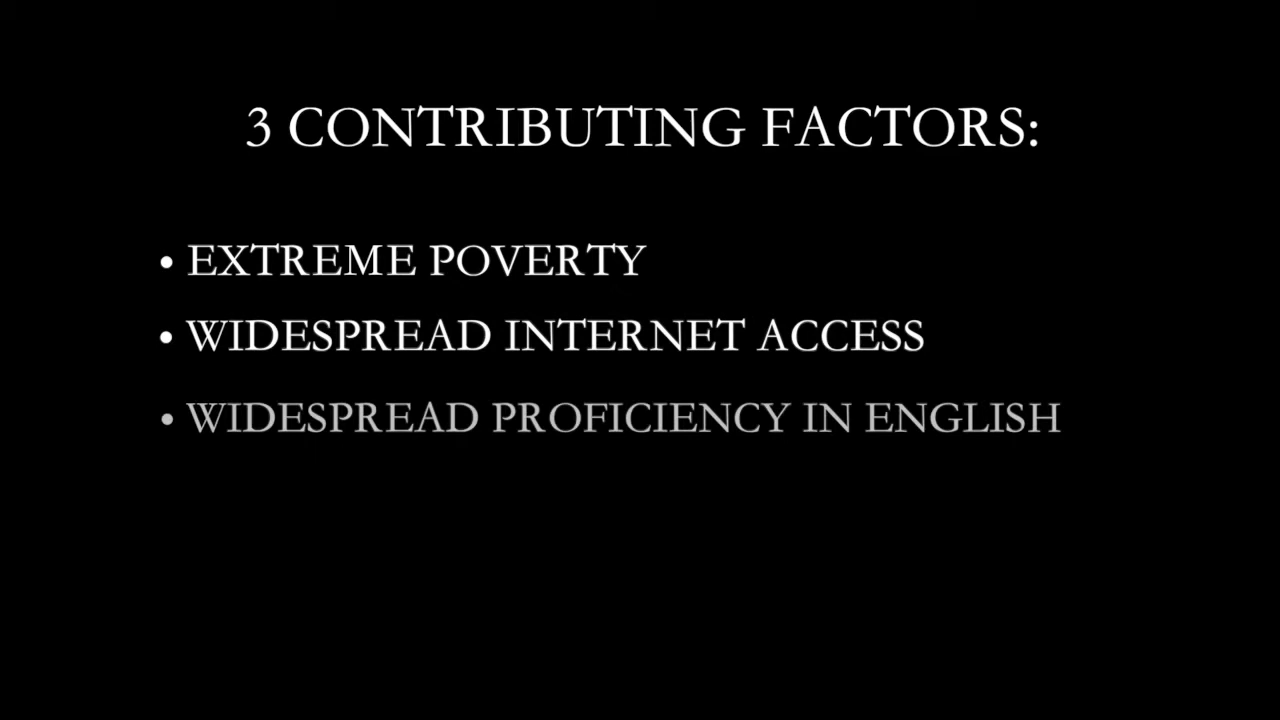 3 CONTRIBUTING FACTORS:
• EXTREME POVERTY
• WIDESPREAD INTERNET ACCESS
• WIDESPREAD PROFICIENCY IN ENGLISH